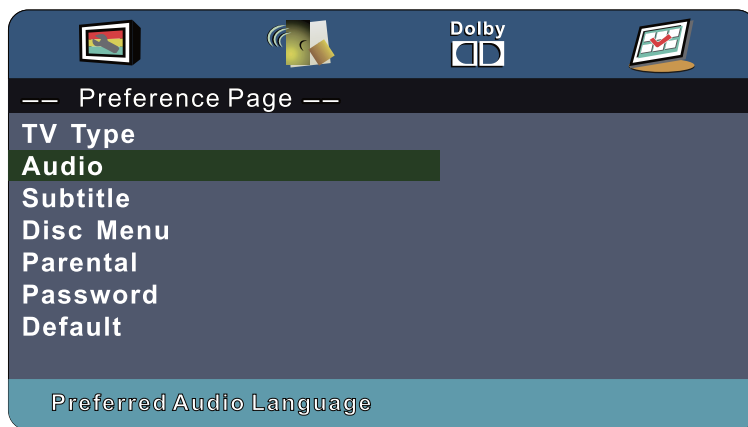 Dolby
—— Preference Page ——
TV Type
Audio
Subtitle
Disc Menu
Parental
Password
Default
Preferred Audio Language